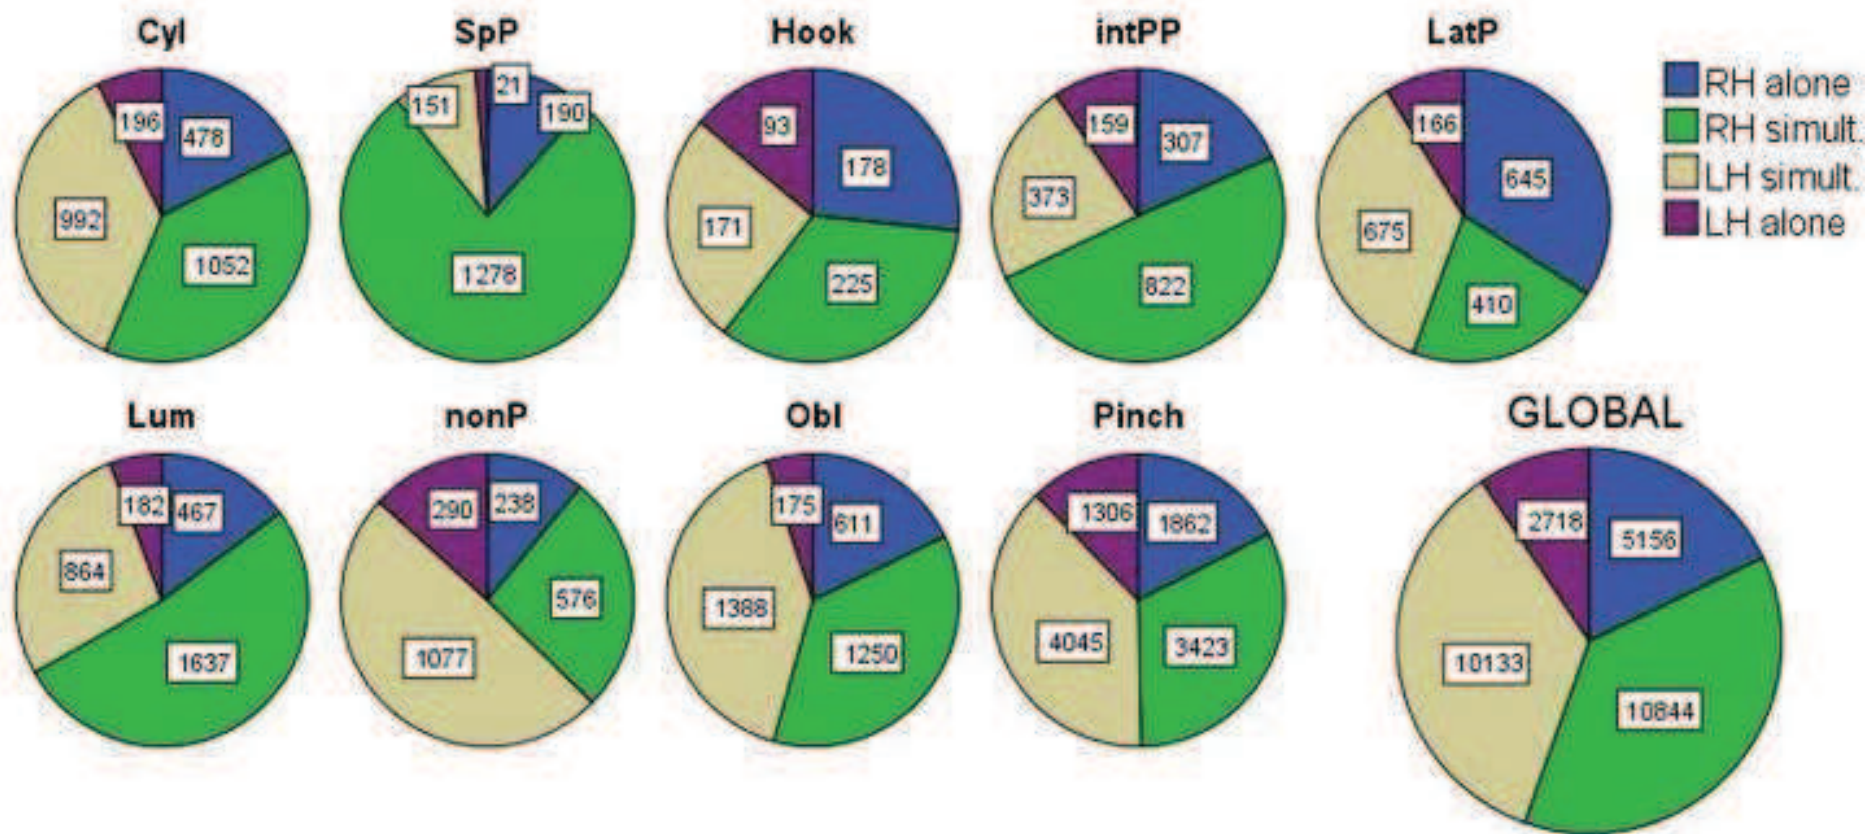 Cyl SpP Hook intPP LatP
196 478 992 1052
151 21 190 1278
93 178 171 225
159 307 373 822
166 645 675 410
RH alone
RH simult.
LH simult.
LH alone
Lum nonP Obl Pinch GLOBAL
182 467 864 1637
290 238 576 1077
175 611 1388 1250
1306 1862 4045 3423
2718 5156 10133 10844